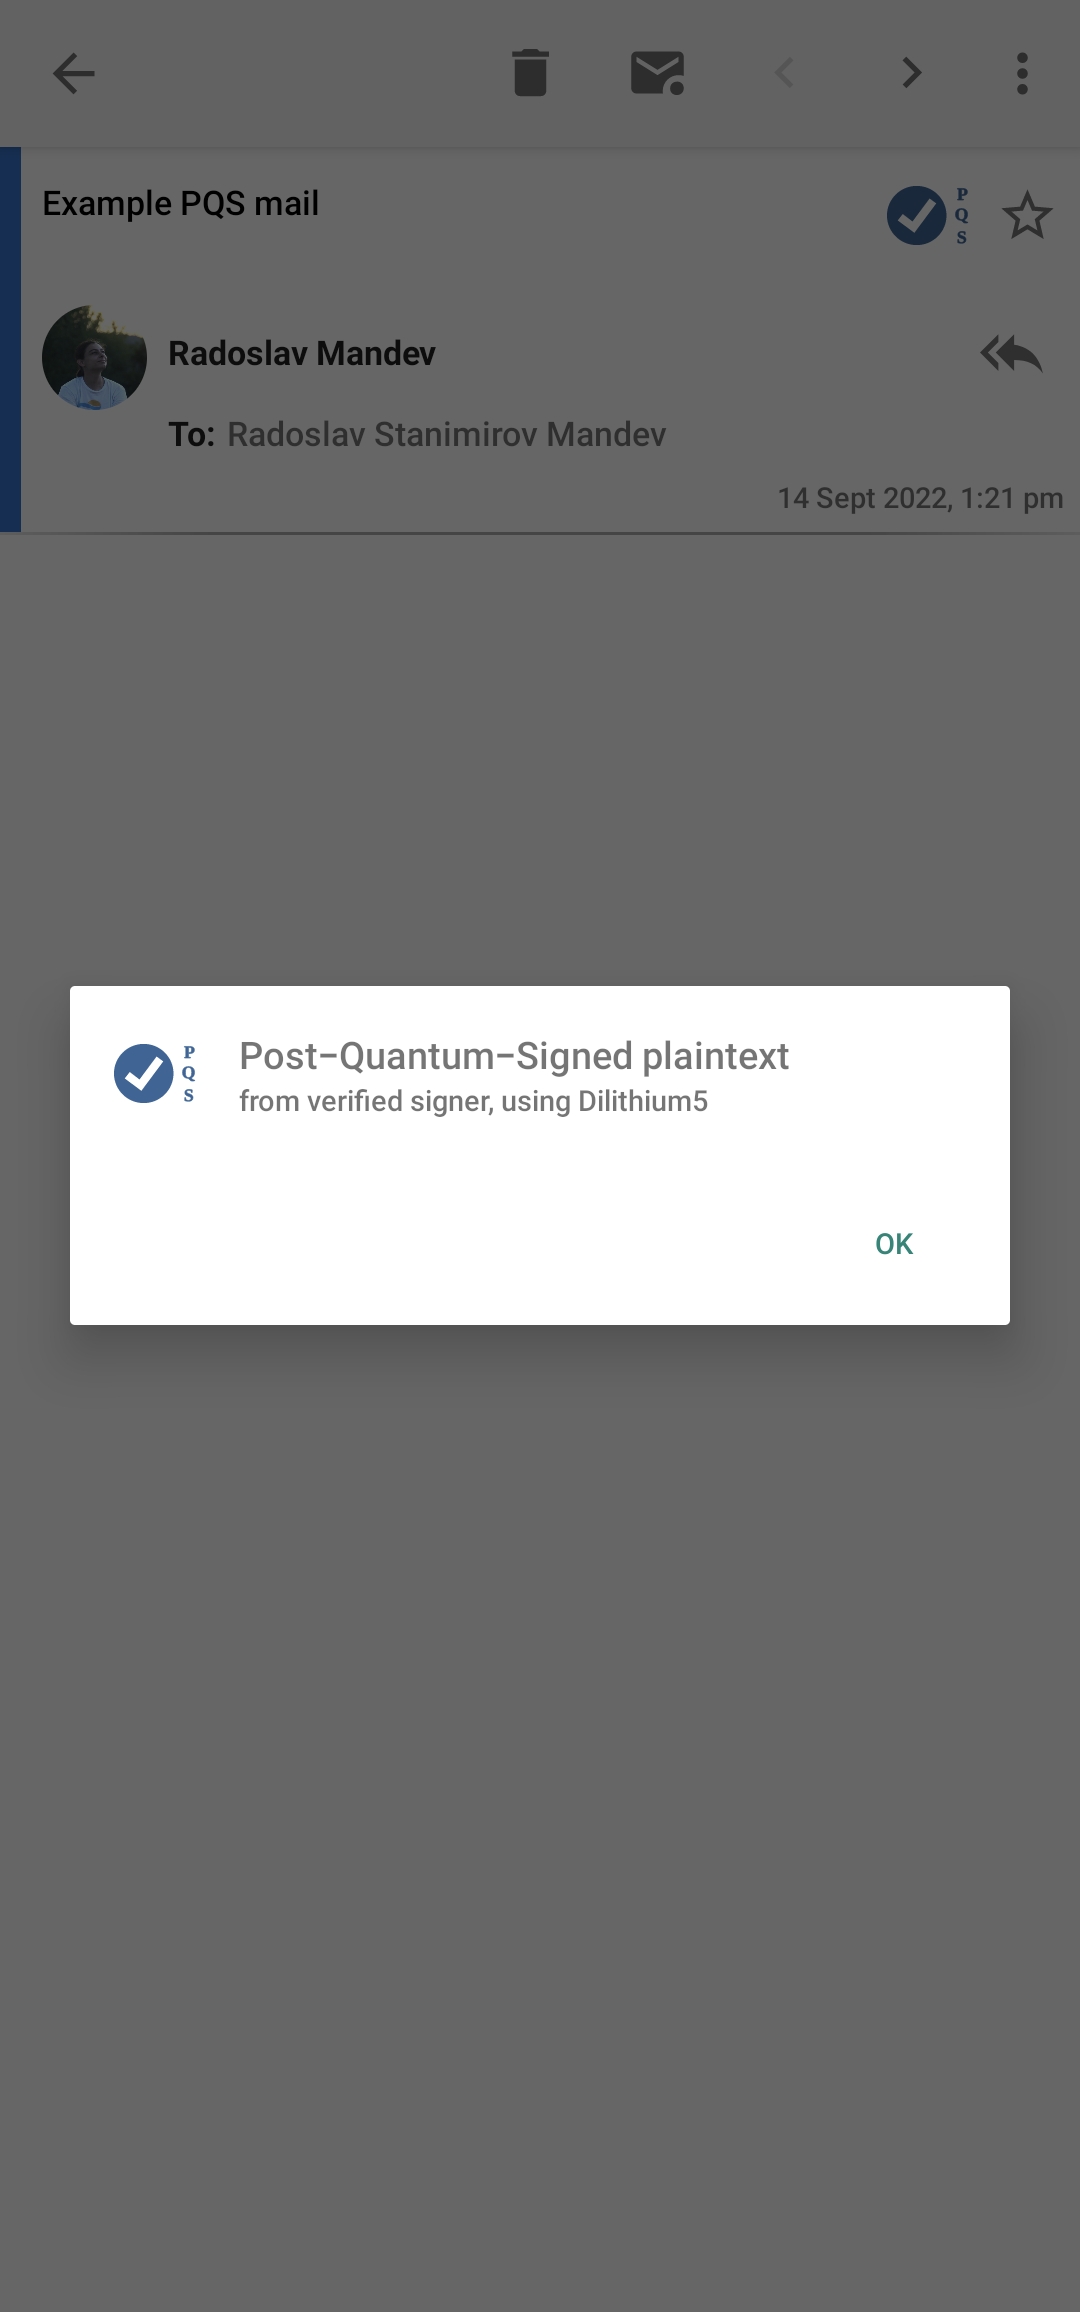 Example PQS mail
P
Q
S
Radoslav Mandev
To: Radoslav Stanimirov Mandev
14 Sept 2022, 1:21 pm
P
Q
S
Post-Quantum-Signed plaintext
from verified signer, using Dilithium5
OK